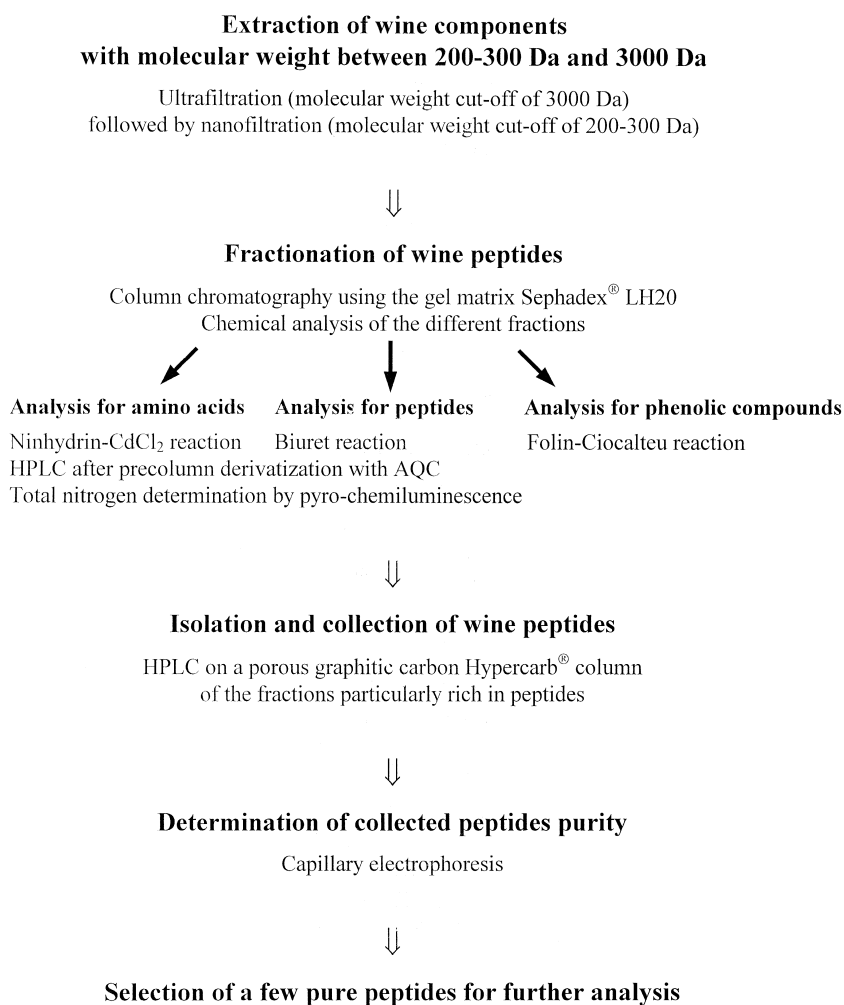 Extraction of wine components
with molecular weight between 200-300 Da and 3000 Da
Ultrafiltration (molecular weight cut-off of 3000 Da)
followed by nanofiltration (molecular weight cut-off of 200-300 Da)
⇓
Fractionation of wine peptides
Column chromatography using the gel matrix Sephadex® LH20
Chemical analysis of the different fractions
Analysis for amino acids Analysis for peptides Analysis for phenolic compounds
Ninhydrin-CdCl₂ reaction Biuret reaction Folin-Ciocalteu reaction
HPLC after precolumn derivatization with AQC
Total nitrogen determination by pyro-chemiluminescence
⇓
Isolation and collection of wine peptides
HPLC on a porous graphitic carbon Hypercarb® column
of the fractions particularly rich in peptides
⇓
Determination of collected peptides purity
Capillary electrophoresis
⇓
Selection of a few pure peptides for further analysis